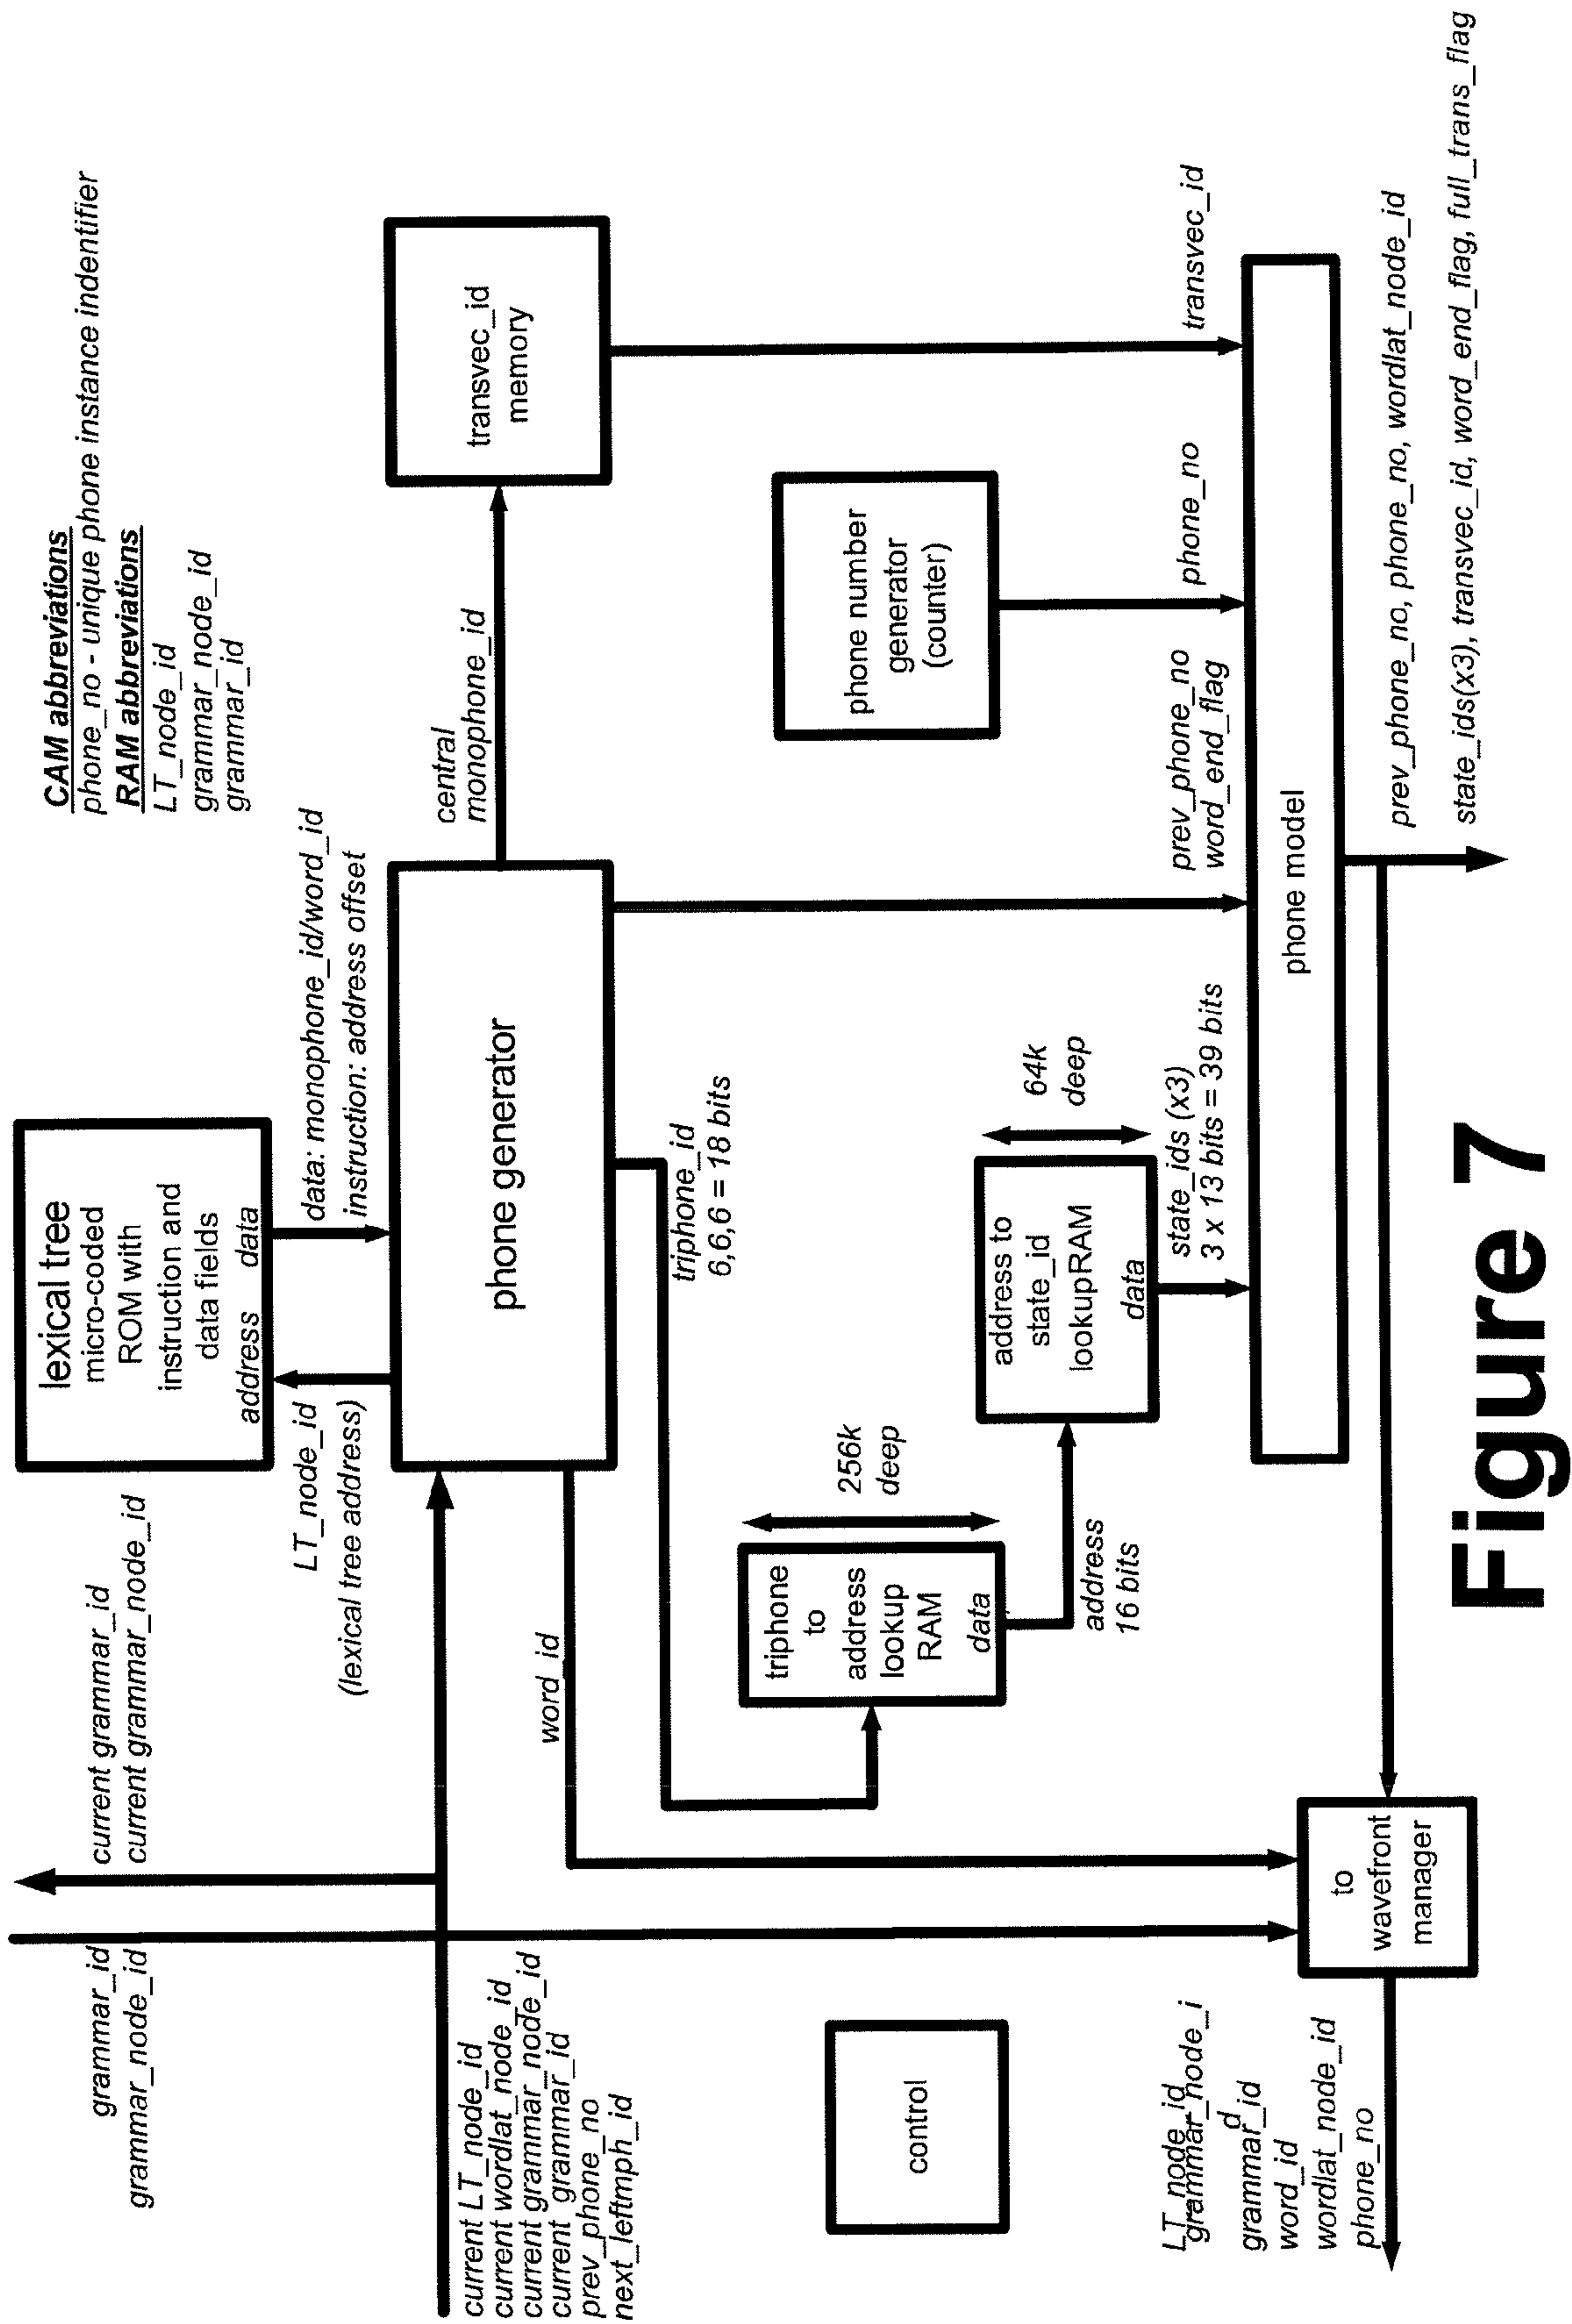 grammar_id
grammar_node_id
current grammar_id
current grammar_node_id
lexical tree
micro-coded
ROM with
instruction and
data fields
address data
CAM abbreviations
phone_no - unique phone instance indentifier
RAM abbreviations
LT_node_id
grammar_node_id
grammar_id
LT_node_id
(lexical tree address)
data: monophone_id/word_id
instruction: address offset
current LT_node_id
current wordlat_node_id
current grammar_node_id
current grammar_id
prev_phone_no
next_leftmph_id
phone generator
central
monophone_id
transvec_id
memory
word_id
triphone_id
6,6,6 = 18 bits
control
triphone
to
address
lookup
RAM
data
256k
deep
address
16 bits
address to
state_id
lookupRAM
data
64k
deep
phone number
generator
(counter)
state_ids (x3)
3 x 13 bits = 39 bits
prev_phone_no
word_end_flag
phone_no
transvec_id
phone model
LT_node_id
grammar_node_i
d
grammar_id
word_id
wordlat_node_id
phone_no
to
wavefront
manager
prev_phone_no, phone_no, wordlat_node_id
state_ids(x3), transvec_id, word_end_flag, full_trans_flag
Figure 7